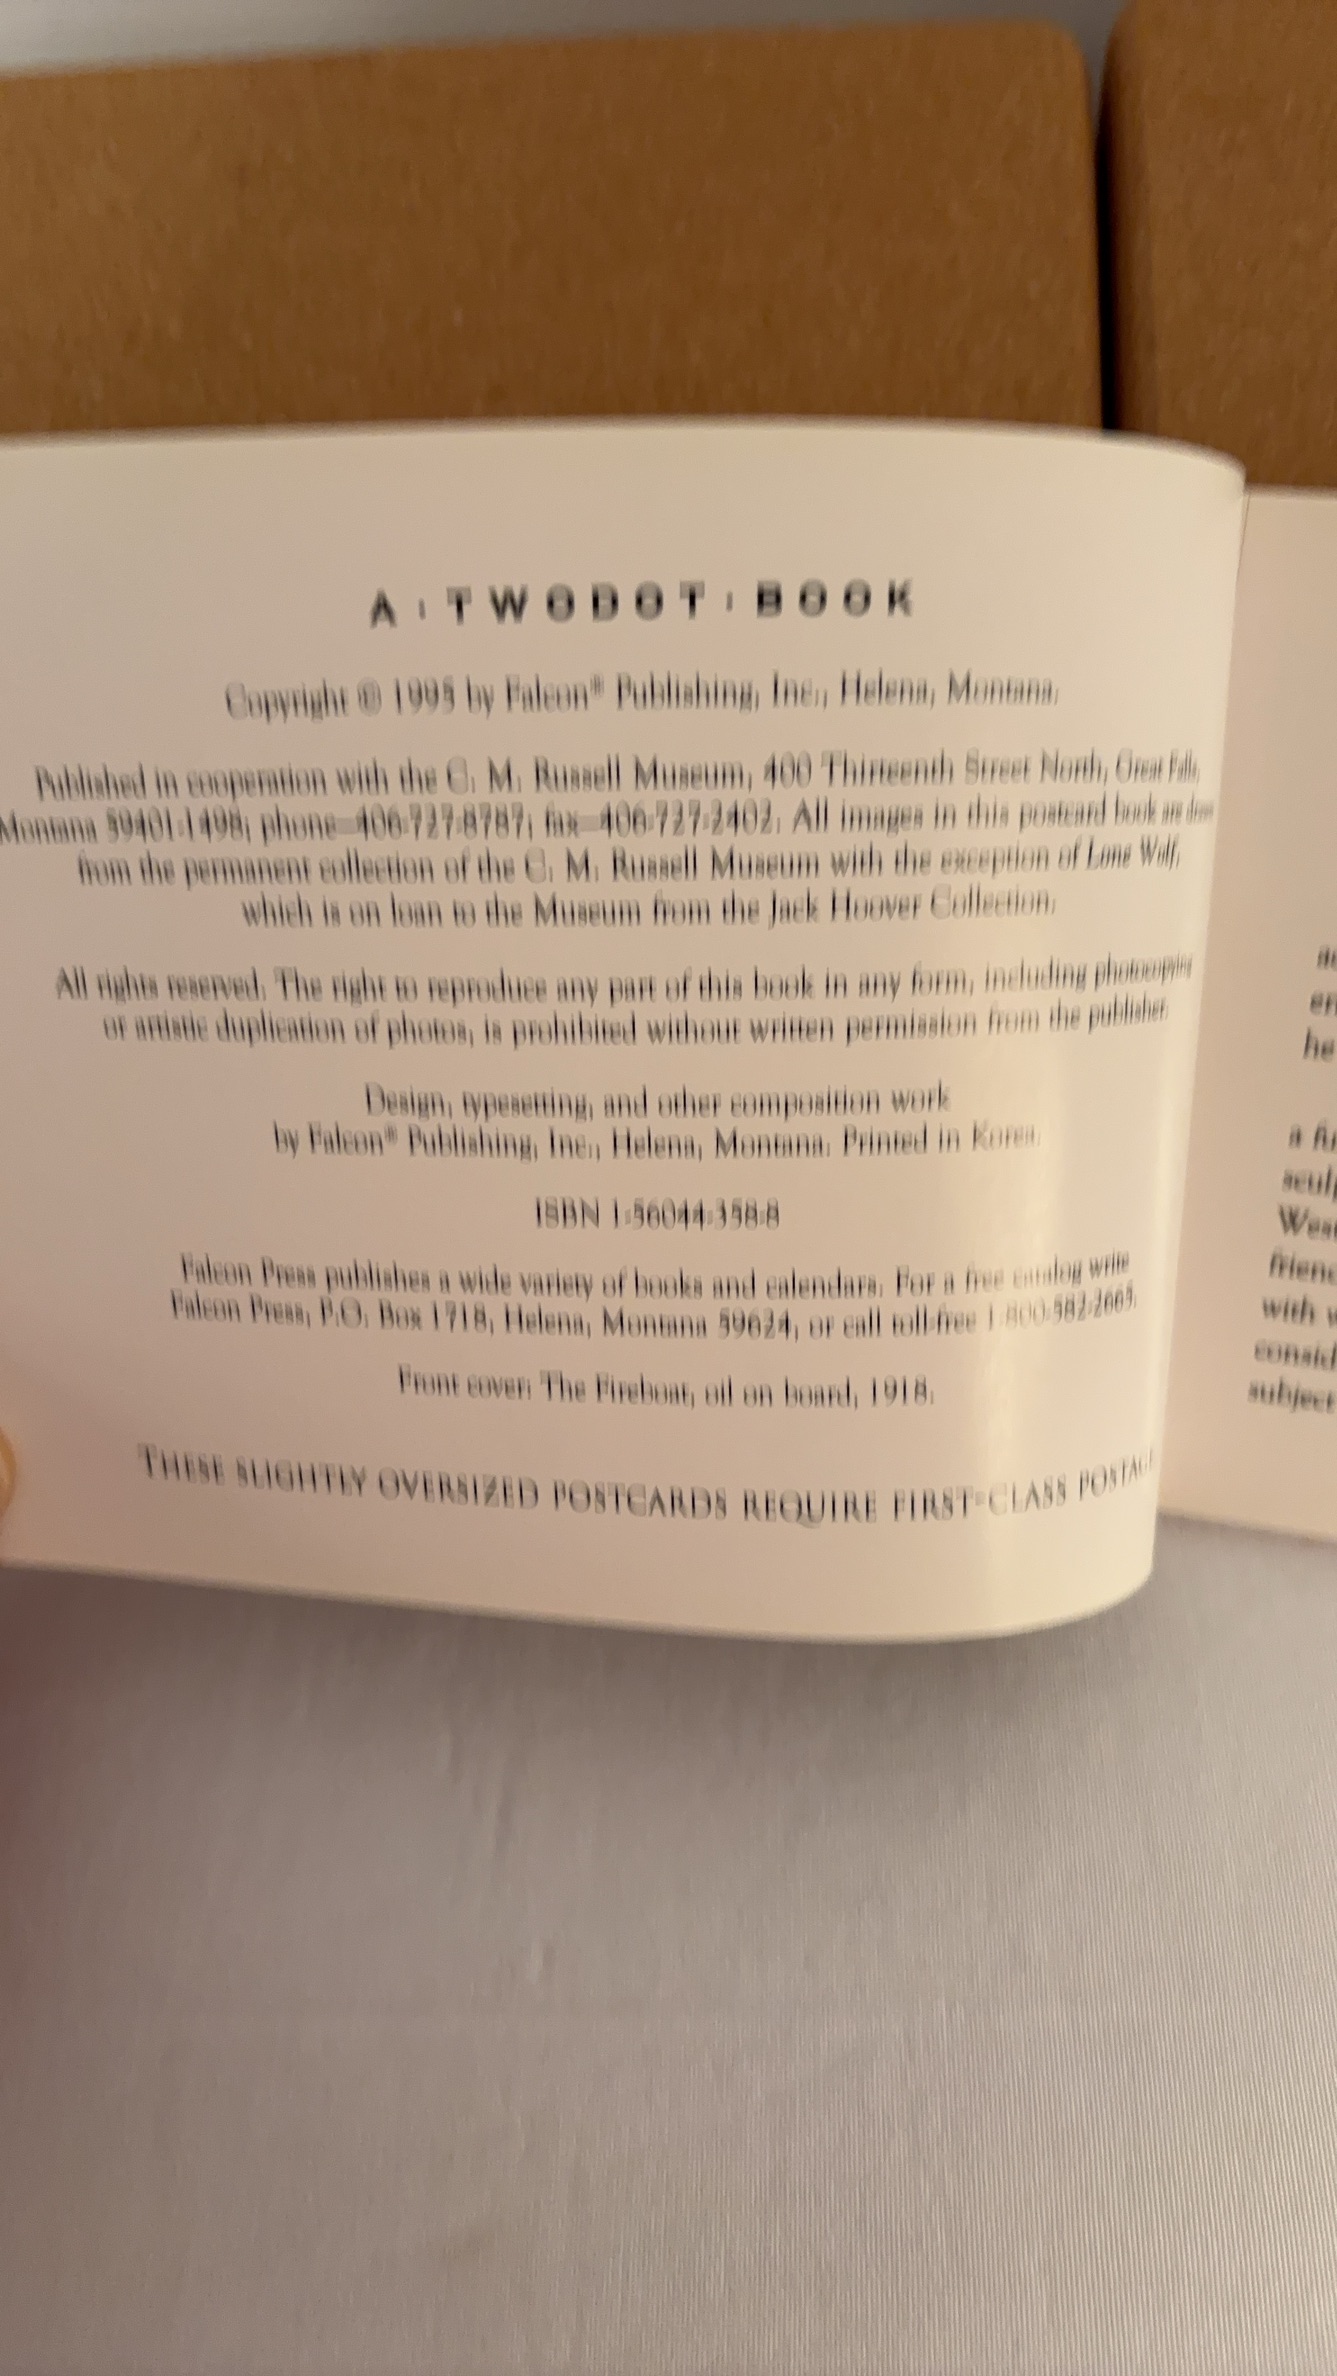 A · TWODOT · BOOK
Copyright © 1995 by Falcon® Publishing, Inc., Helena, Montana.
Published in cooperation with the C. M. Russell Museum, 400 Thirteenth Street North, Great Falls,
Montana 59401-1498; phone—406-727-8787; fax—406-727-2402. All images in this postcard book are drawn
from the permanent collection of the C. M. Russell Museum with the exception of Lone Wolf,
which is on loan to the Museum from the Jack Hoover Collection.
All rights reserved. The right to reproduce any part of this book in any form, including photocopying
or artistic duplication of photos, is prohibited without written permission from the publisher.
Design, typesetting, and other composition work
by Falcon® Publishing, Inc., Helena, Montana. Printed in Korea.
ISBN 1-56044-358-8
Falcon Press publishes a wide variety of books and calendars. For a free catalog write
Falcon Press, P.O. Box 1718, Helena, Montana 59624, or call toll-free 1-800-582-2665.
Front cover: The Fireboat, oil on board, 1918.
THESE SLIGHTLY OVERSIZED POSTCARDS REQUIRE FIRST-CLASS POSTAGE
he
a
with
subject